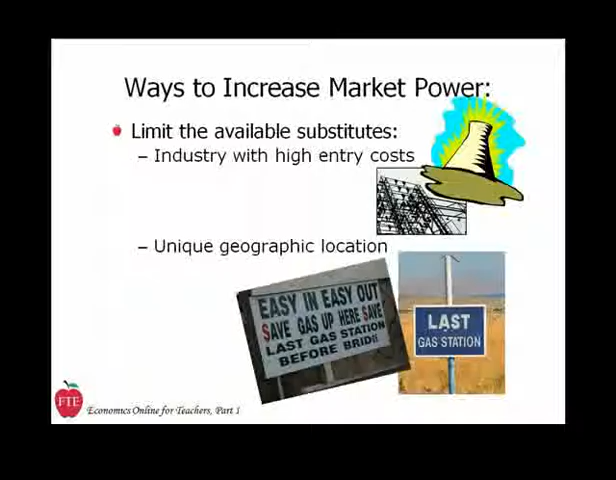 Ways to Increase Market Power:
Limit the available substitutes:
– Industry with high entry costs
– Unique geographic location
EASY IN EASY OUT
SAVE GAS UP HERE SAVE
LAST GAS STATION
BEFORE
LAST
GAS STATION
FTE
Economics Online for Teachers, Part 1